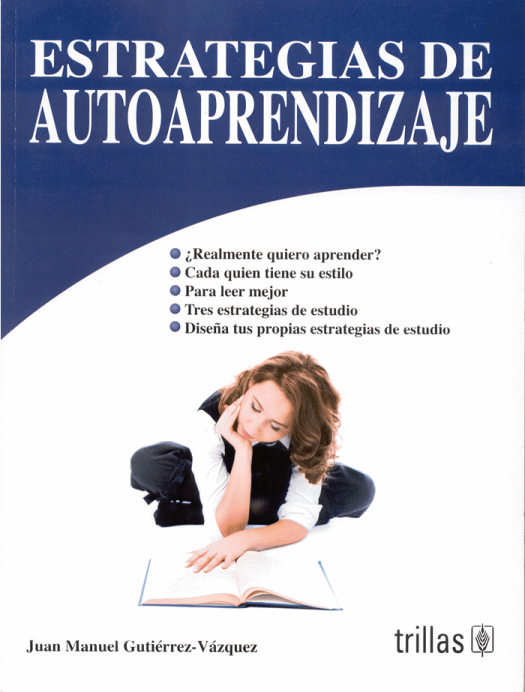 ESTRATEGIAS DE
AUTOAPRENDIZAJE
¿Realmente quiero aprender?
Cada quien tiene su estilo
Para leer mejor
Tres estrategias de estudio
Diseña tus propias estrategias de estudio
Juan Manuel Gutiérrez-Vázquez
trillas